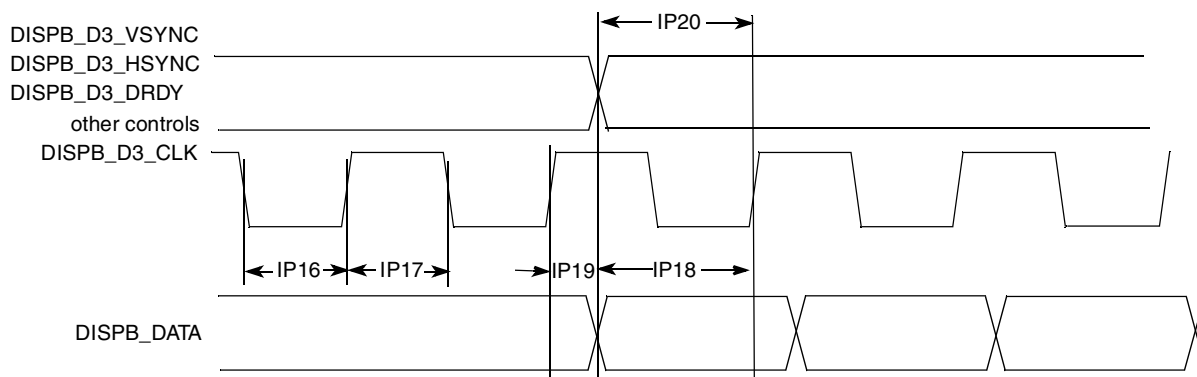 IP20
DISPB_D3_VSYNC
DISPB_D3_HSYNC
DISPB_D3_DRDY
other controls
DISPB_D3_CLK
IP16
IP17
IP19
IP18
DISPB_DATA